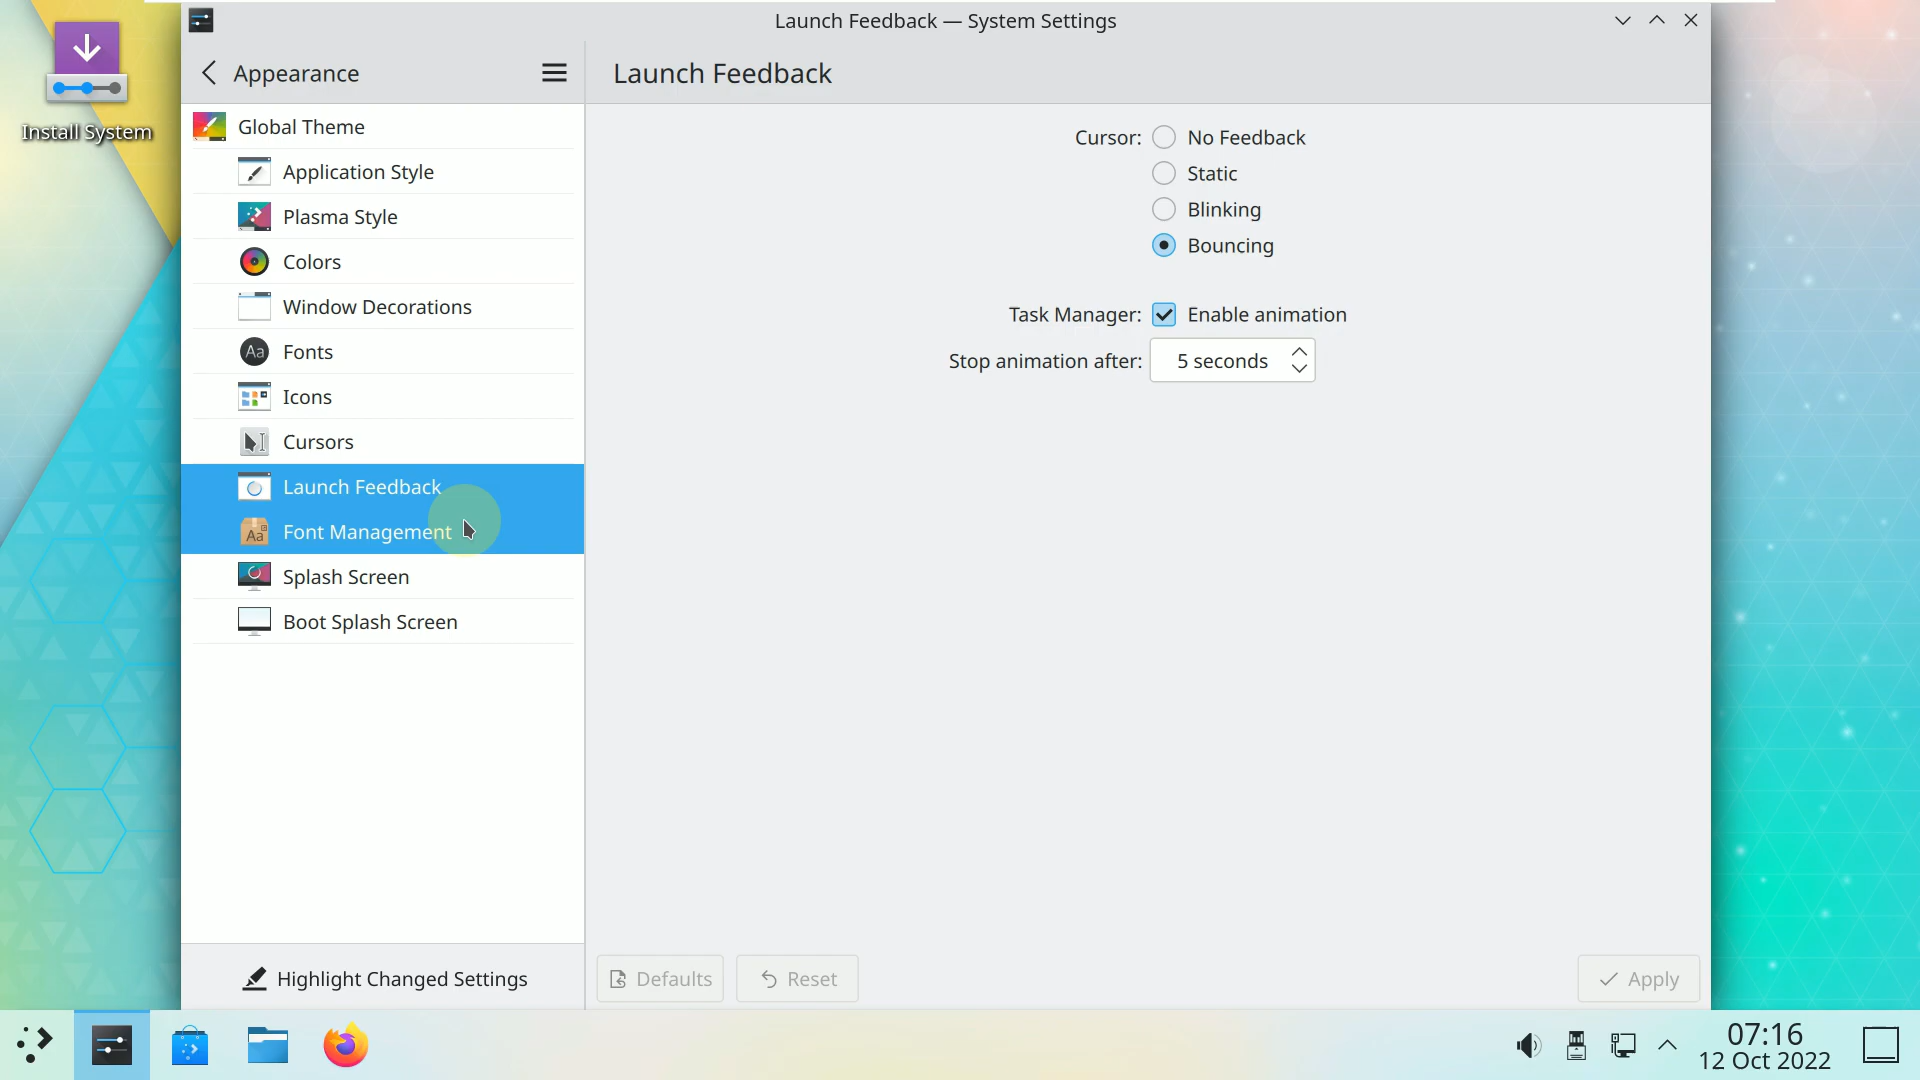 Install System
Launch Feedback — System Settings
Appearance
Launch Feedback
Global Theme
Application Style
Plasma Style
Colors
Window Decorations
Aa Fonts
Icons
Cursors
Launch Feedback
Aa Font Management
Splash Screen
Boot Splash Screen
Highlight Changed Settings
Cursor: No Feedback
Static
Blinking
Bouncing
Task Manager: Enable animation
Stop animation after: 5 seconds
Defaults
Reset
Apply
07:16
12 Oct 2022